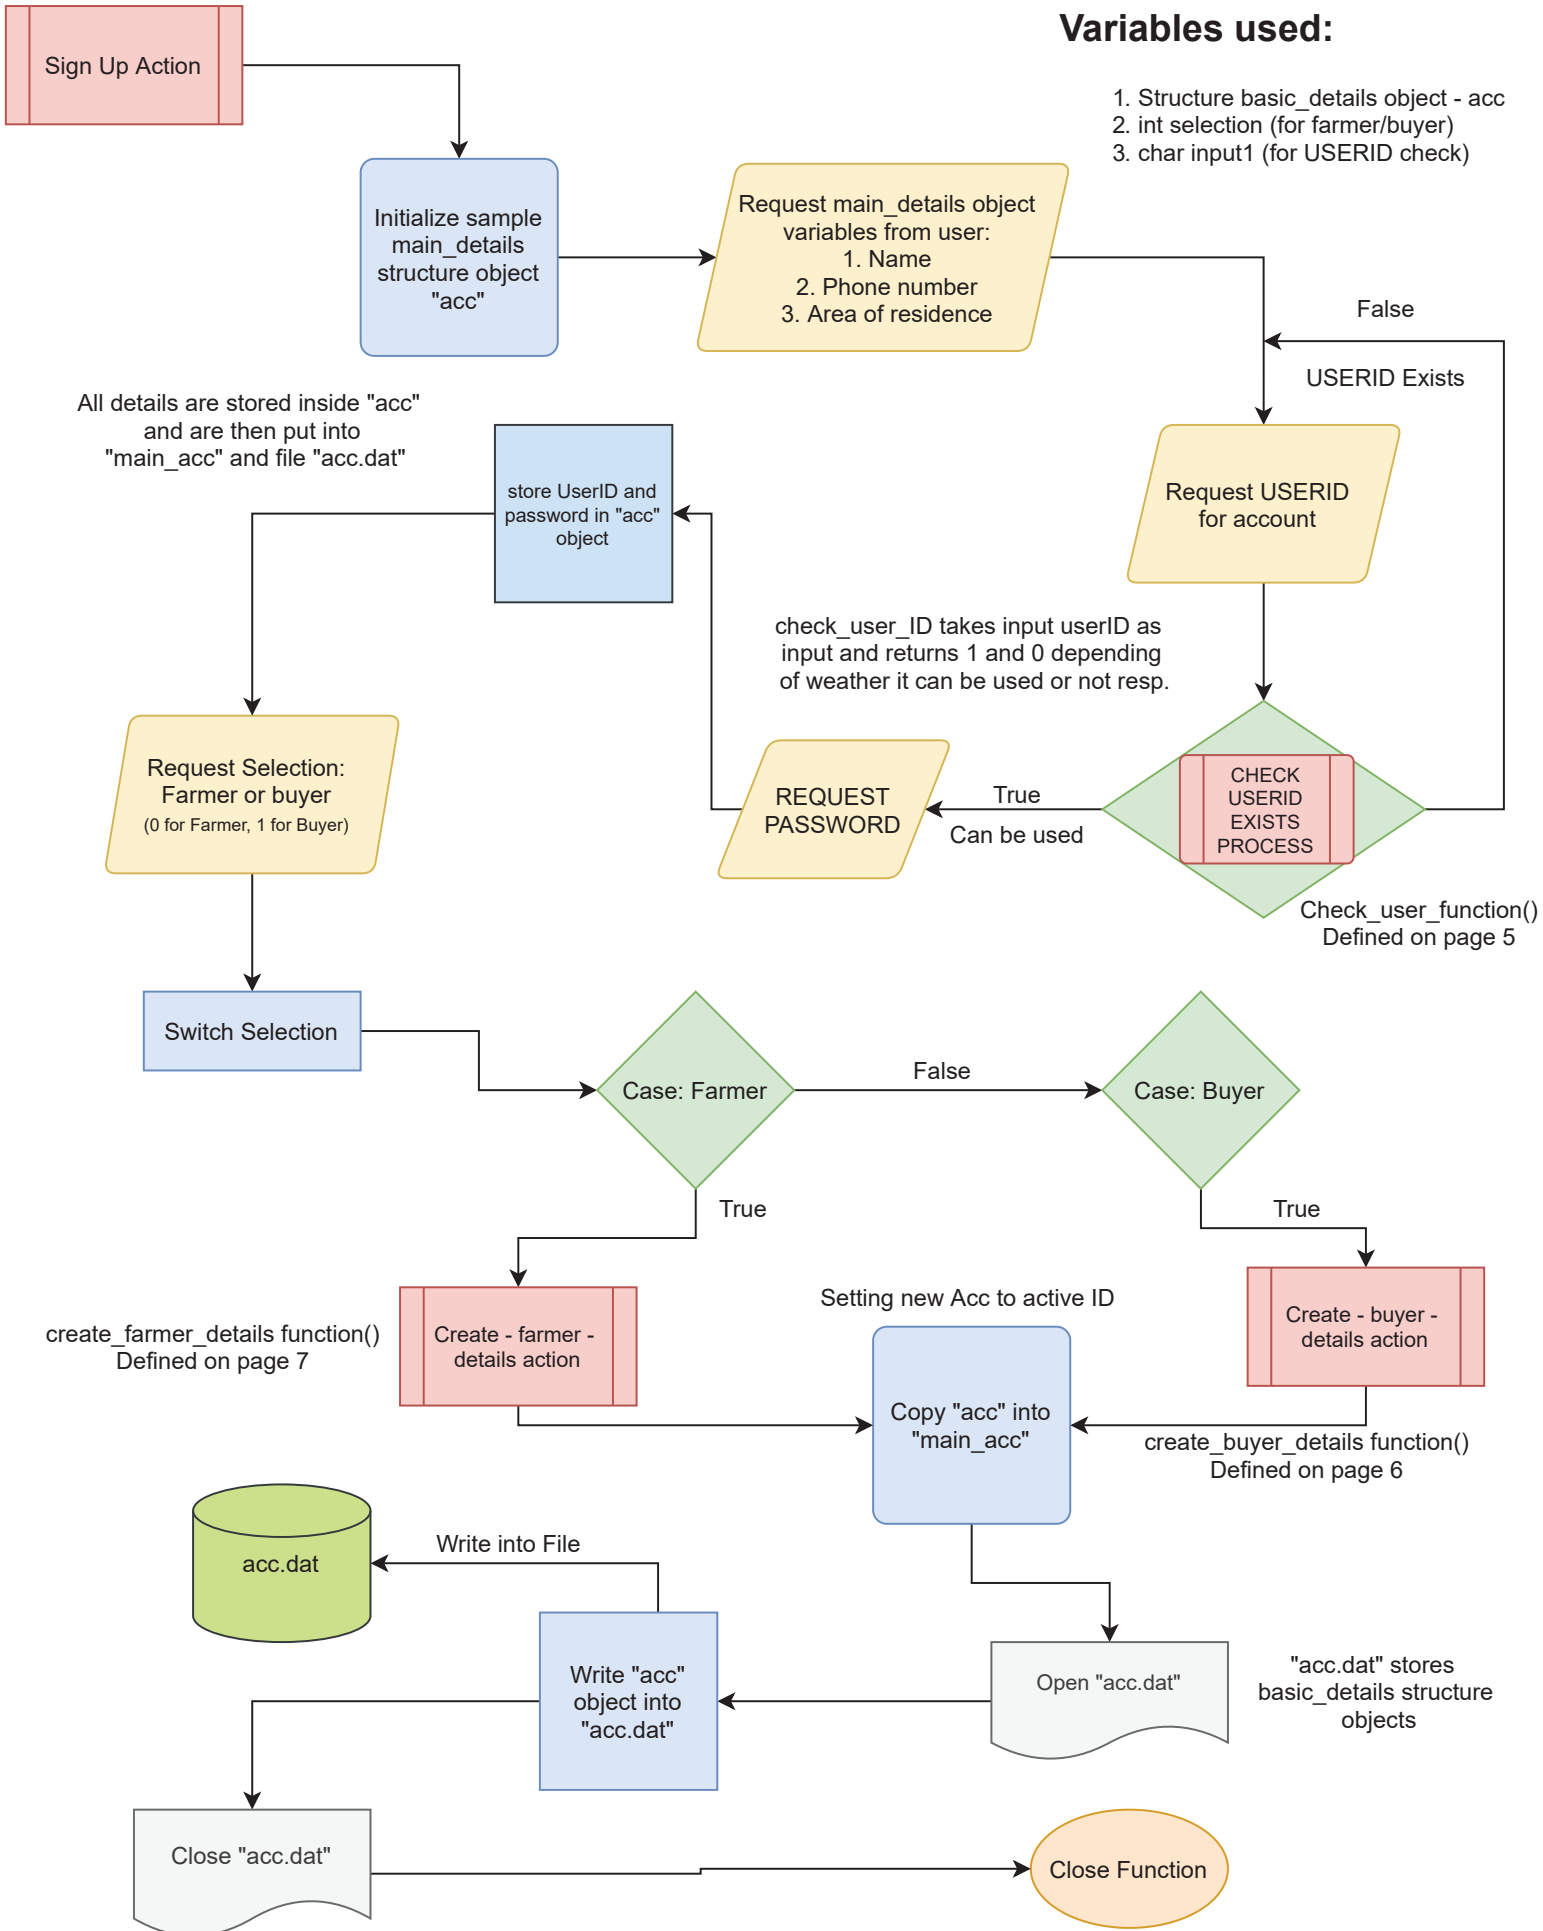 Variables used:
1. Structure basic_details object - acc
2. int selection (for farmer/buyer)
3. char input1 (for USERID check)
Sign Up Action
Initialize sample
main_details
structure object
"acc"
Request main_details object
variables from user:
1. Name
2. Phone number
3. Area of residence
False
USERID Exists
All details are stored inside "acc"
and are then put into
"main_acc" and file "acc.dat"
store UserID and
password in "acc"
object
Request USERID
for account
check_user_ID takes input userID as
input and returns 1 and 0 depending
of weather it can be used or not resp.
Request Selection:
Farmer or buyer
(0 for Farmer, 1 for Buyer)
REQUEST
PASSWORD
True
Can be used
CHECK
USERID
EXISTS
PROCESS
Check_user_function()
Defined on page 5
Switch Selection
Case: Farmer
False
Case: Buyer
True
True
create_farmer_details function()
Defined on page 7
Create - farmer -
details action
Setting new Acc to active ID
Copy "acc" into
"main_acc"
Create - buyer -
details action
create_buyer_details function()
Defined on page 6
acc.dat
Write into File
Write "acc"
object into
"acc.dat"
Open "acc.dat"
"acc.dat" stores
basic_details structure
objects
Close "acc.dat"
Close Function